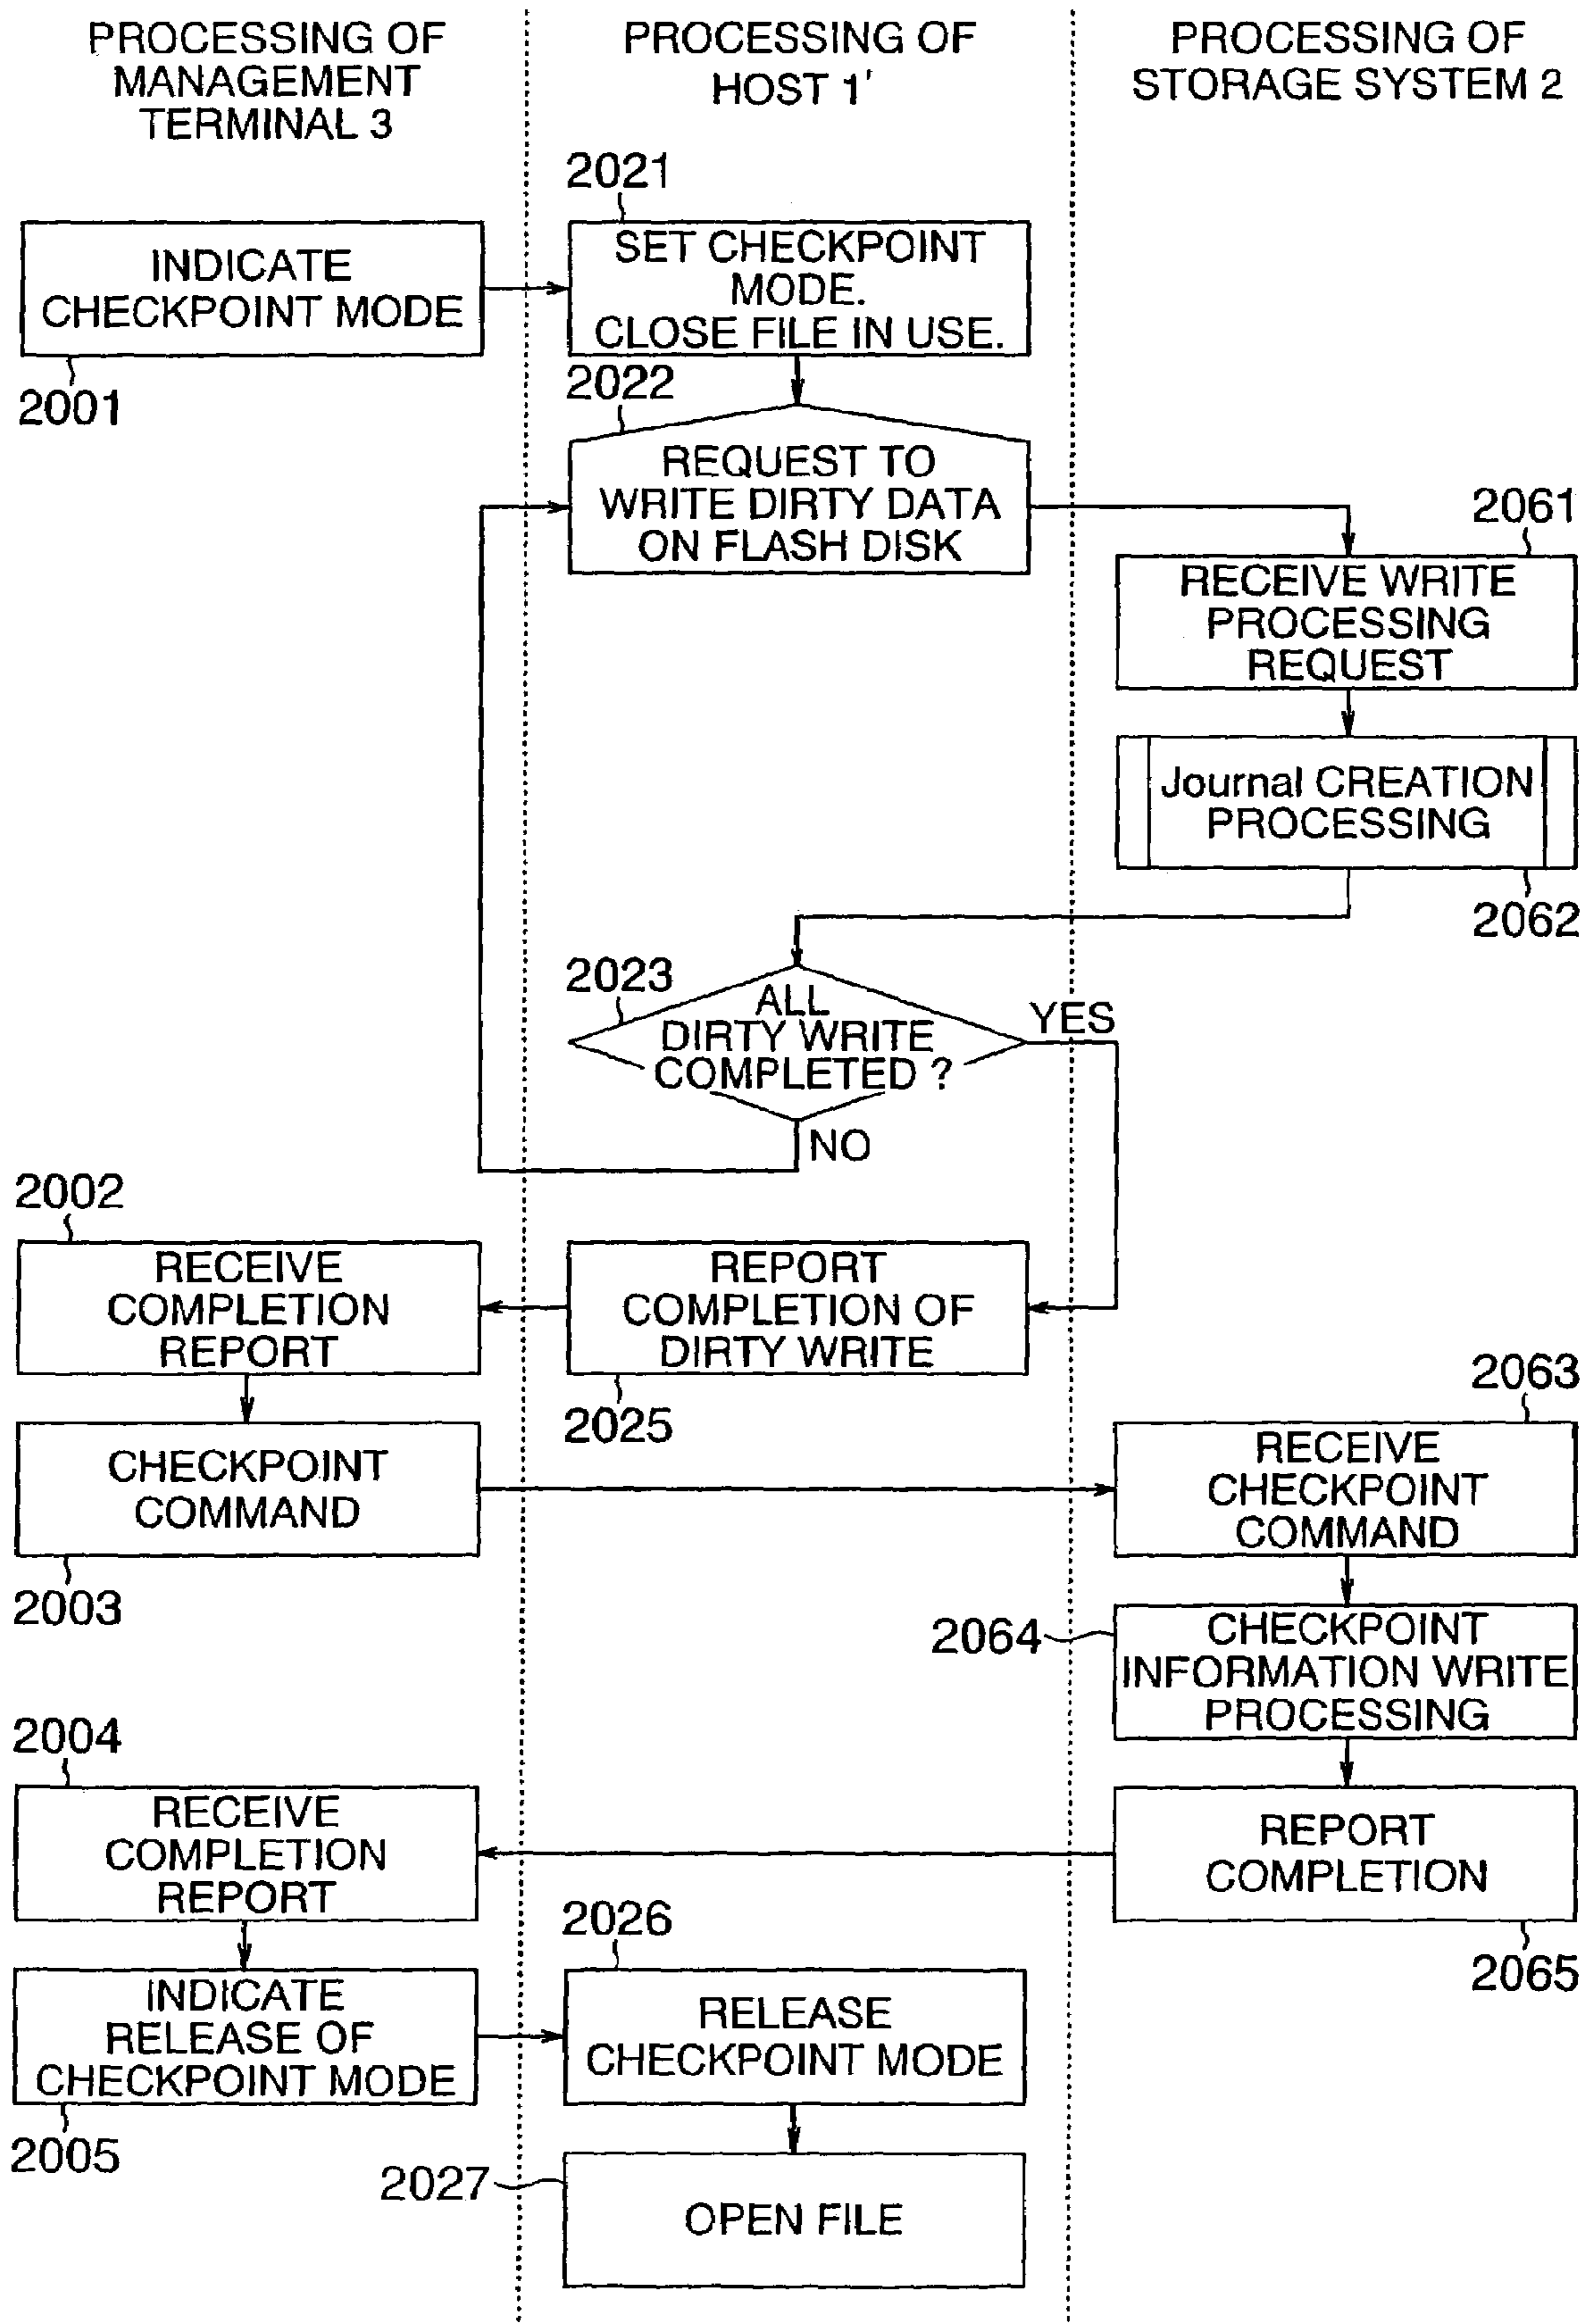 PROCESSING OF
MANAGEMENT
TERMINAL 3
PROCESSING OF
HOST 1'
PROCESSING OF
STORAGE SYSTEM 2
2021
INDICATE
CHECKPOINT MODE
2001
SET CHECKPOINT
MODE.
CLOSE FILE IN USE.
2022
REQUEST TO
WRITE DIRTY DATA
ON FLASH DISK
2061
RECEIVE WRITE
PROCESSING
REQUEST
Journal CREATION
PROCESSING
2062
2023
ALL
DIRTY WRITE
COMPLETED ?
YES
NO
2002
RECEIVE
COMPLETION
REPORT
REPORT
COMPLETION OF
DIRTY WRITE
2025
2063
CHECKPOINT
COMMAND
2003
RECEIVE
CHECKPOINT
COMMAND
2064
CHECKPOINT
INFORMATION WRITE
PROCESSING
2004
RECEIVE
COMPLETION
REPORT
REPORT
COMPLETION
2065
2026
INDICATE
RELEASE OF
CHECKPOINT MODE
2005
RELEASE
CHECKPOINT MODE
2027
OPEN FILE